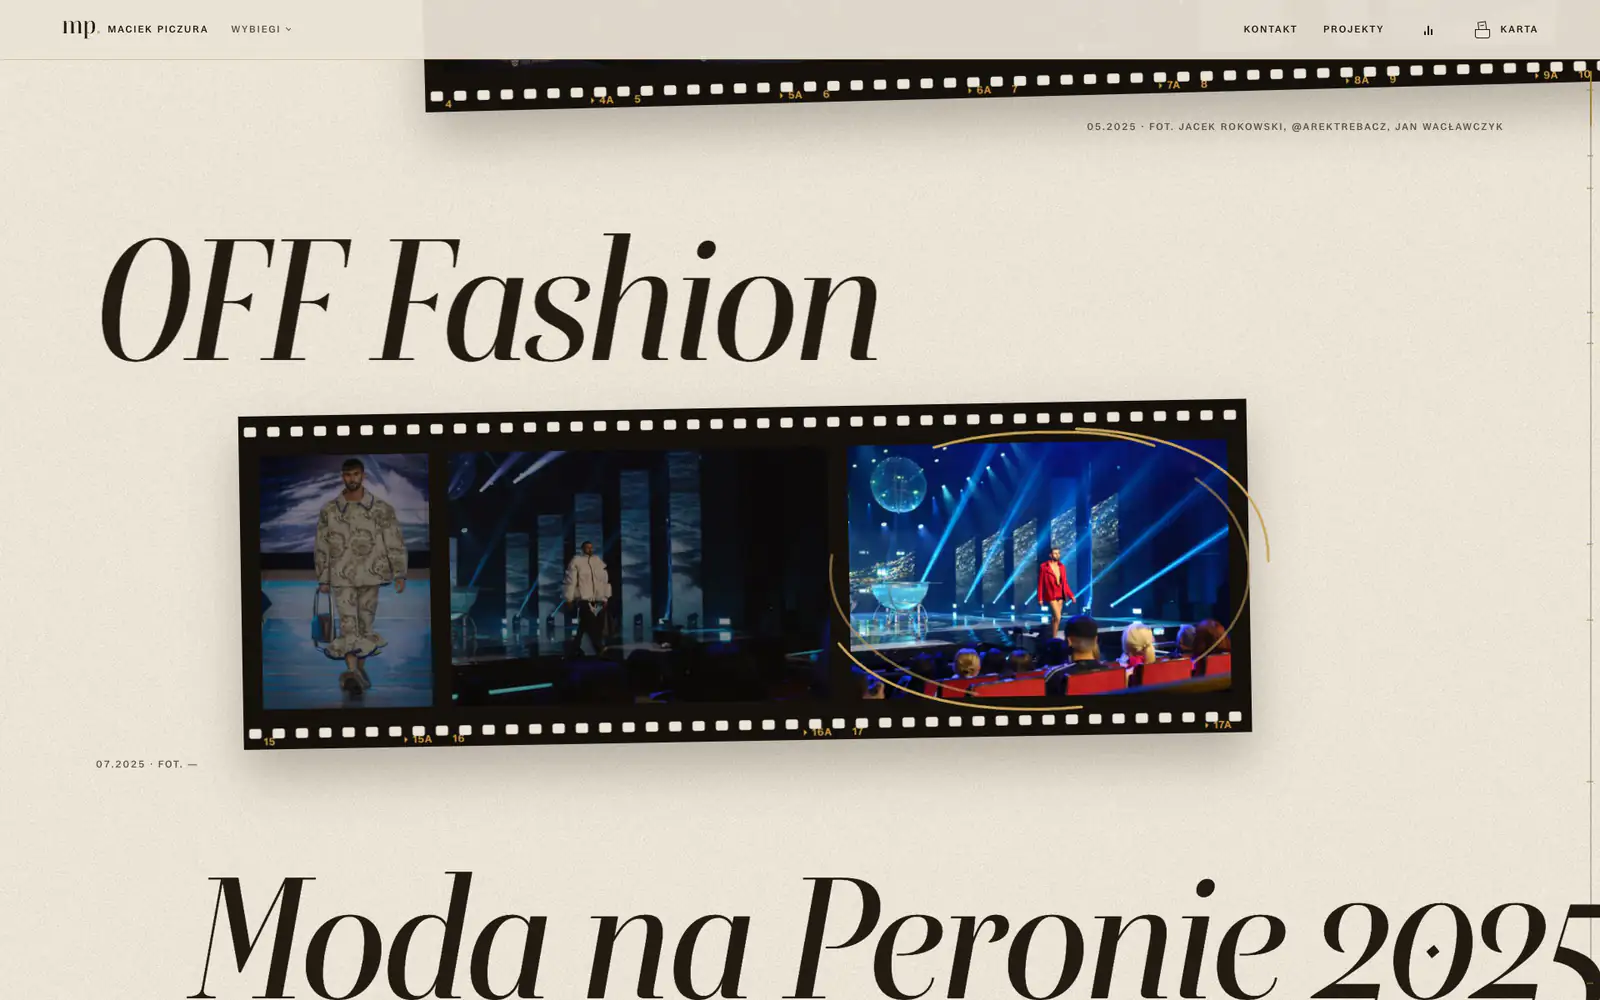 mp. MACIEK PICZURA WYBIEGI KONTAKT PROJEKTY KARTA
4 4A 5 5A 6 6A 7 7A 8 8A 9 9A 10
05.2025 · FOT. JACEK ROKOWSKI, @AREKTREBACZ, JAN WACŁAWCZYK
OFF Fashion
15 15A 16 16A 17 17A
07.2025 · FOT. —
Moda na Peronie 2025